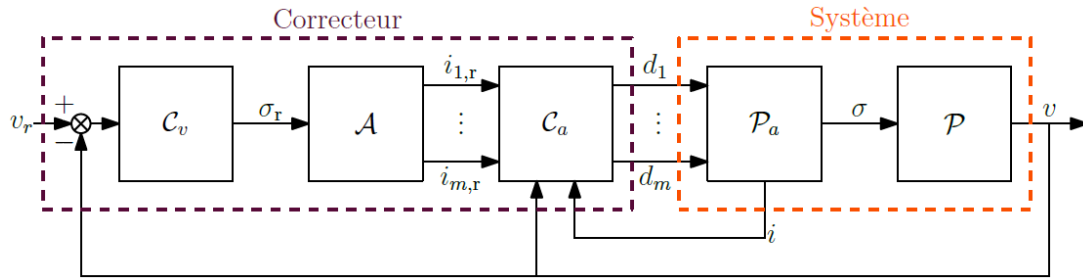 Correcteur
Système
v_r
+
−
𝒞_v
σ_r
𝒜
i_{1,r}
⋮
i_{m,r}
𝒞_a
d_1
⋮
d_m
𝒫_a
σ
𝒫
v
i